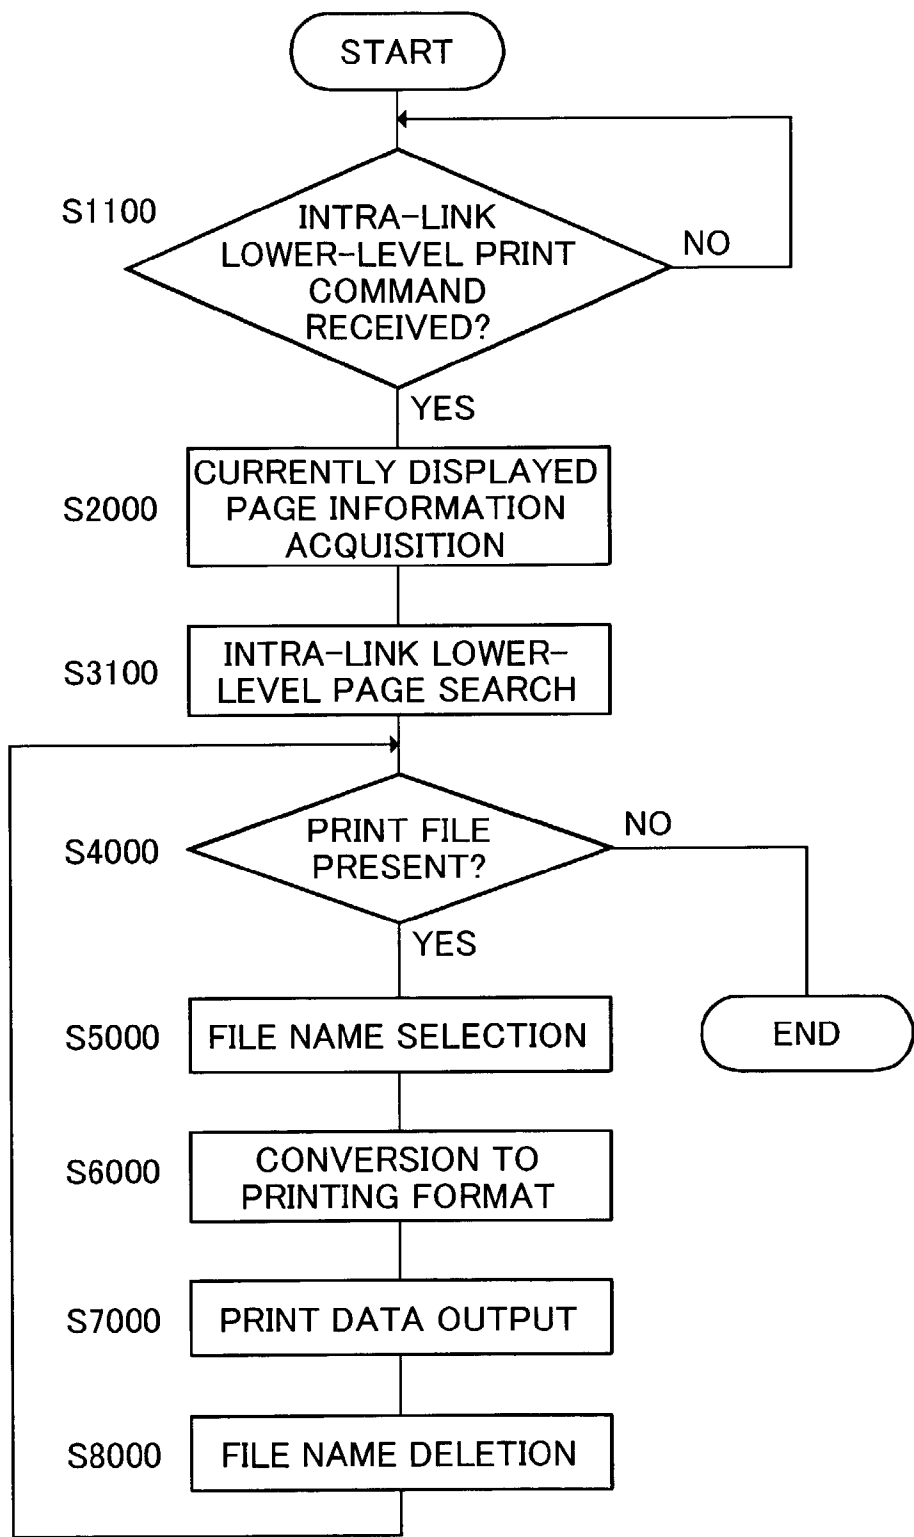 START
S1100
INTRA-LINK
LOWER-LEVEL PRINT
COMMAND
RECEIVED?
NO
YES
S2000
CURRENTLY DISPLAYED
PAGE INFORMATION
ACQUISITION
S3100
INTRA-LINK LOWER-
LEVEL PAGE SEARCH
S4000
PRINT FILE
PRESENT?
NO
YES
S5000
FILE NAME SELECTION
END
S6000
CONVERSION TO
PRINTING FORMAT
S7000
PRINT DATA OUTPUT
S8000
FILE NAME DELETION